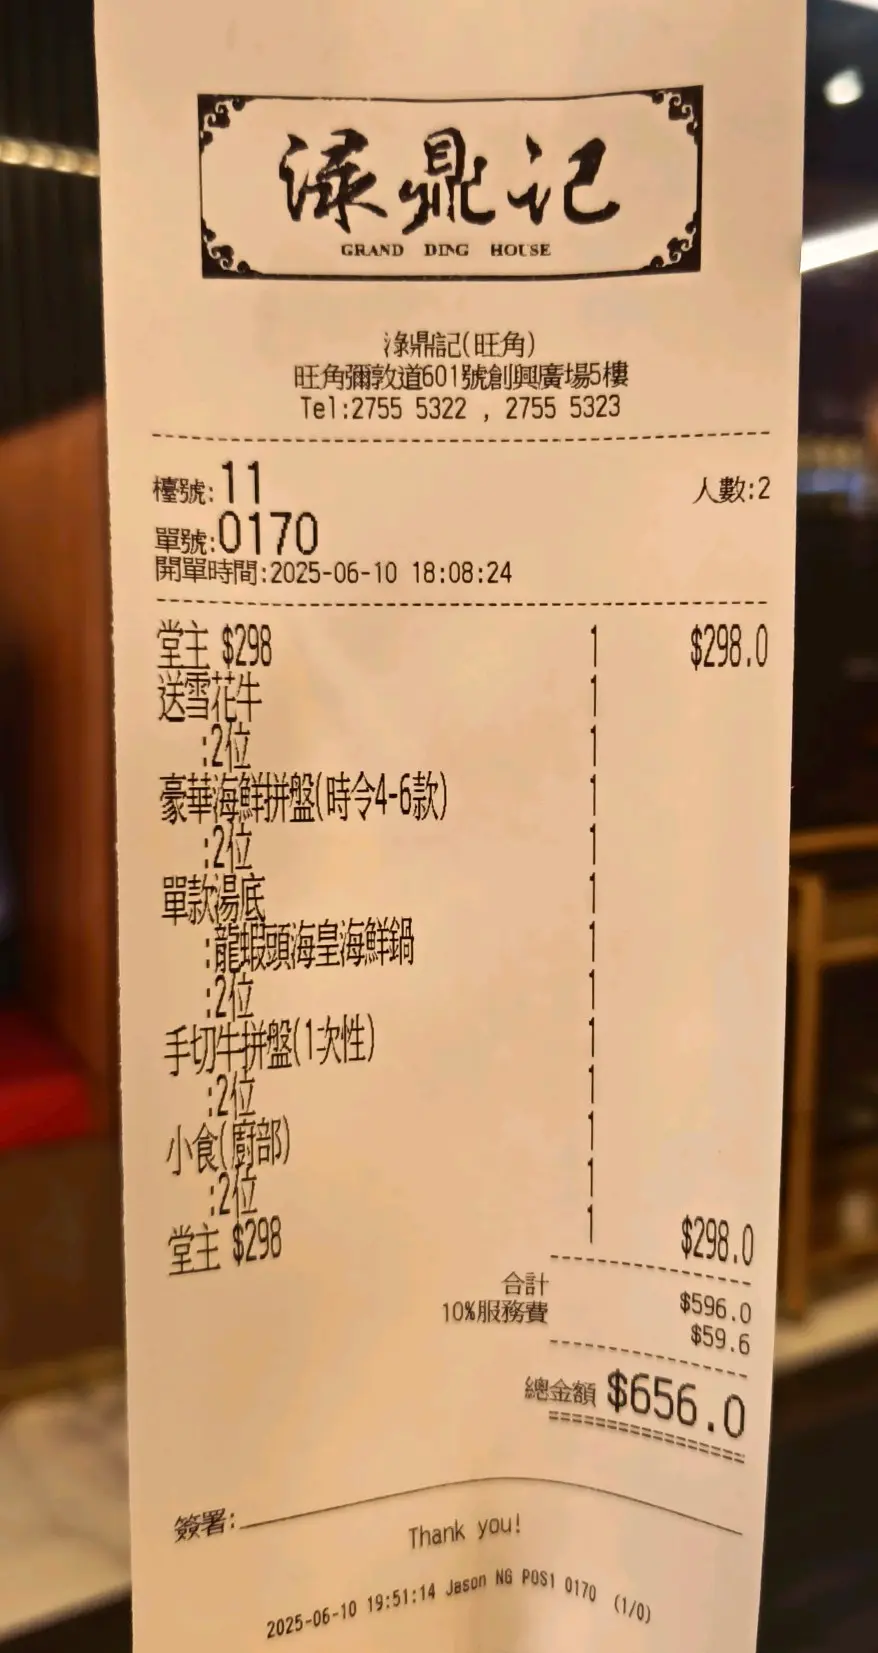 渌鼎记
GRAND DING HOUSE
渌鼎記(旺角)
旺角彌敦道601號創興廣場5樓
Tel:2755 5322 , 2755 5323
檯號:11 人數:2
單號:0170
開單時間:2025-06-10 18:08:24
堂主 $298 1 $298.0
送雪花牛 1
:2位 1
豪華海鮮拼盤(時令4-6款) 1
:2位 1
單款湯底 1
:龍蝦頭海皇海鮮鍋 1
:2位 1
手切牛拼盤(1次性) 1
:2位 1
小食(廚部) 1
:2位 1
堂主 $298 1 $298.0
合計 $596.0
10%服務費 $59.6
總金額 $656.0
簽署:
Thank you!
2025-06-10 19:51:14 Jason NG POS1 0170 (1/0)